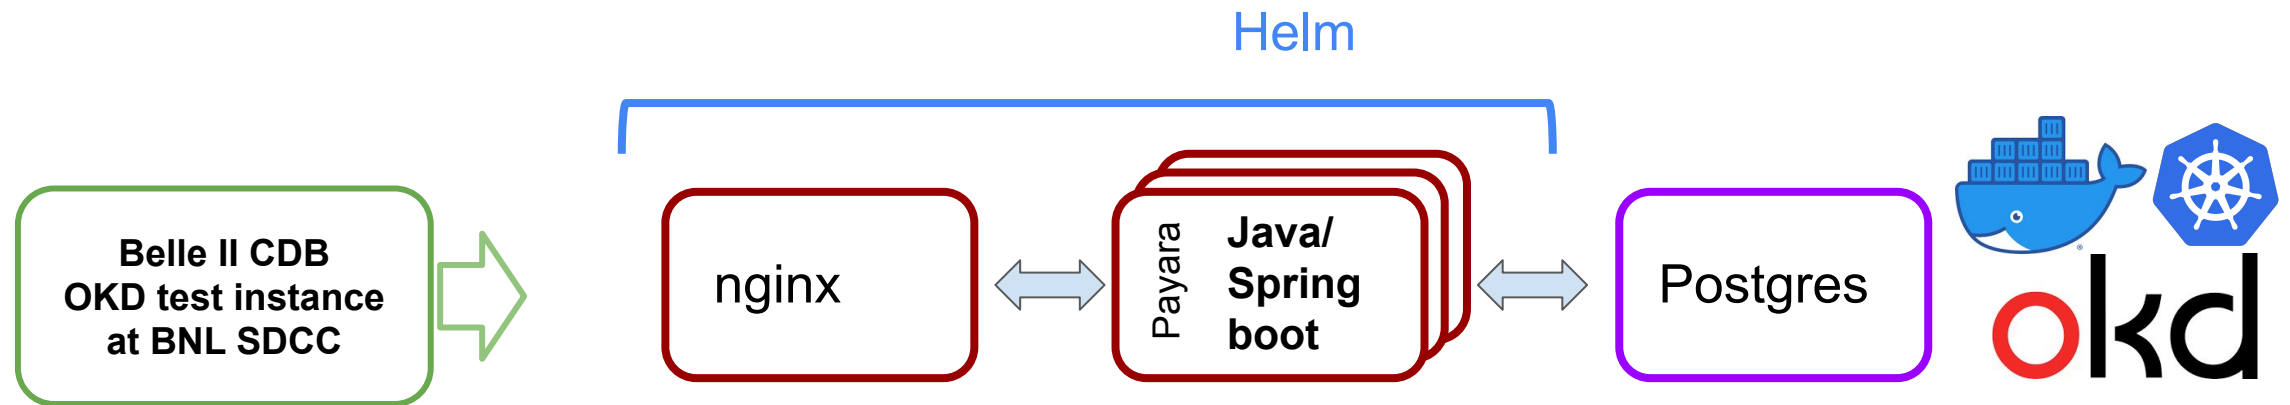 Helm
Belle II CDB
OKD test instance
at BNL SDCC
nginx
Payara
Java/
Spring
boot
Postgres
okd